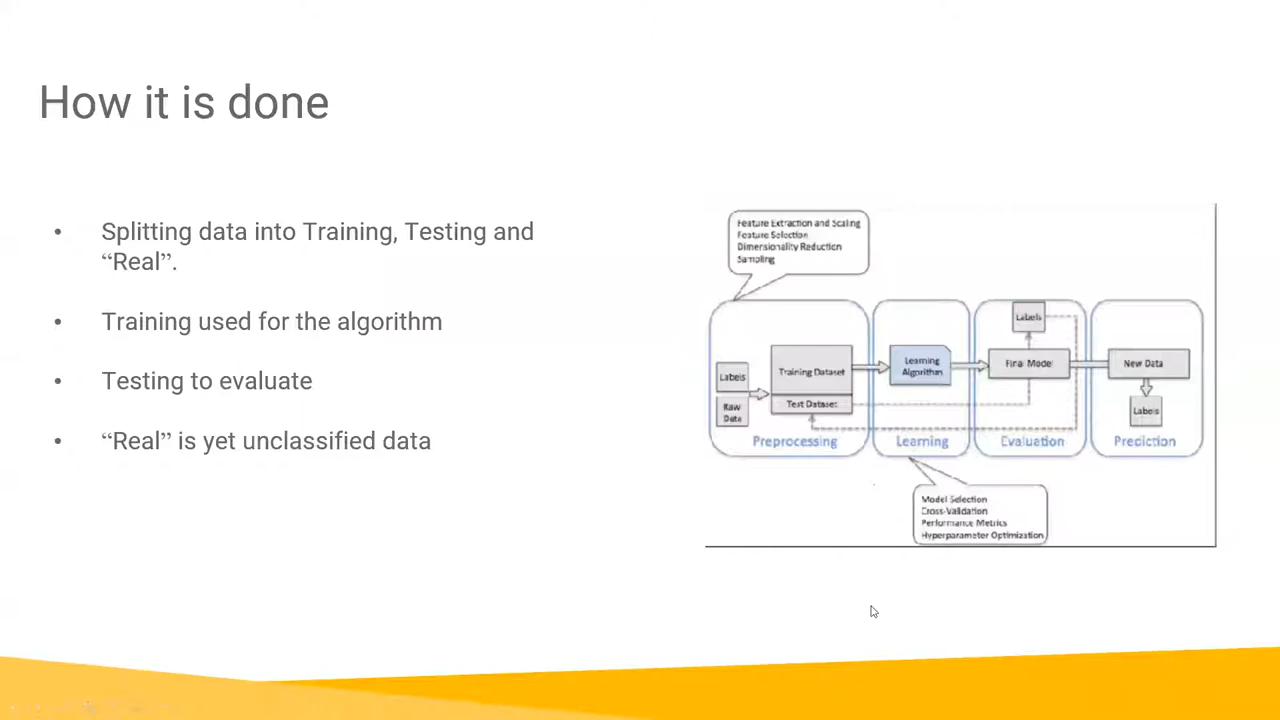 How it is done
• Splitting data into Training, Testing and
“Real”.
• Training used for the algorithm
• Testing to evaluate
• “Real” is yet unclassified data
Feature Extraction and Scaling
Feature Selection
Dimensionality Reduction
Sampling
Labels
Raw
Data
Training Dataset
Test Dataset
Preprocessing
Learning
Algorithm
Learning
Labels
Final Model
Evaluation
New Data
Labels
Prediction
Model Selection
Cross-Validation
Performance Metrics
Hyperparameter Optimization